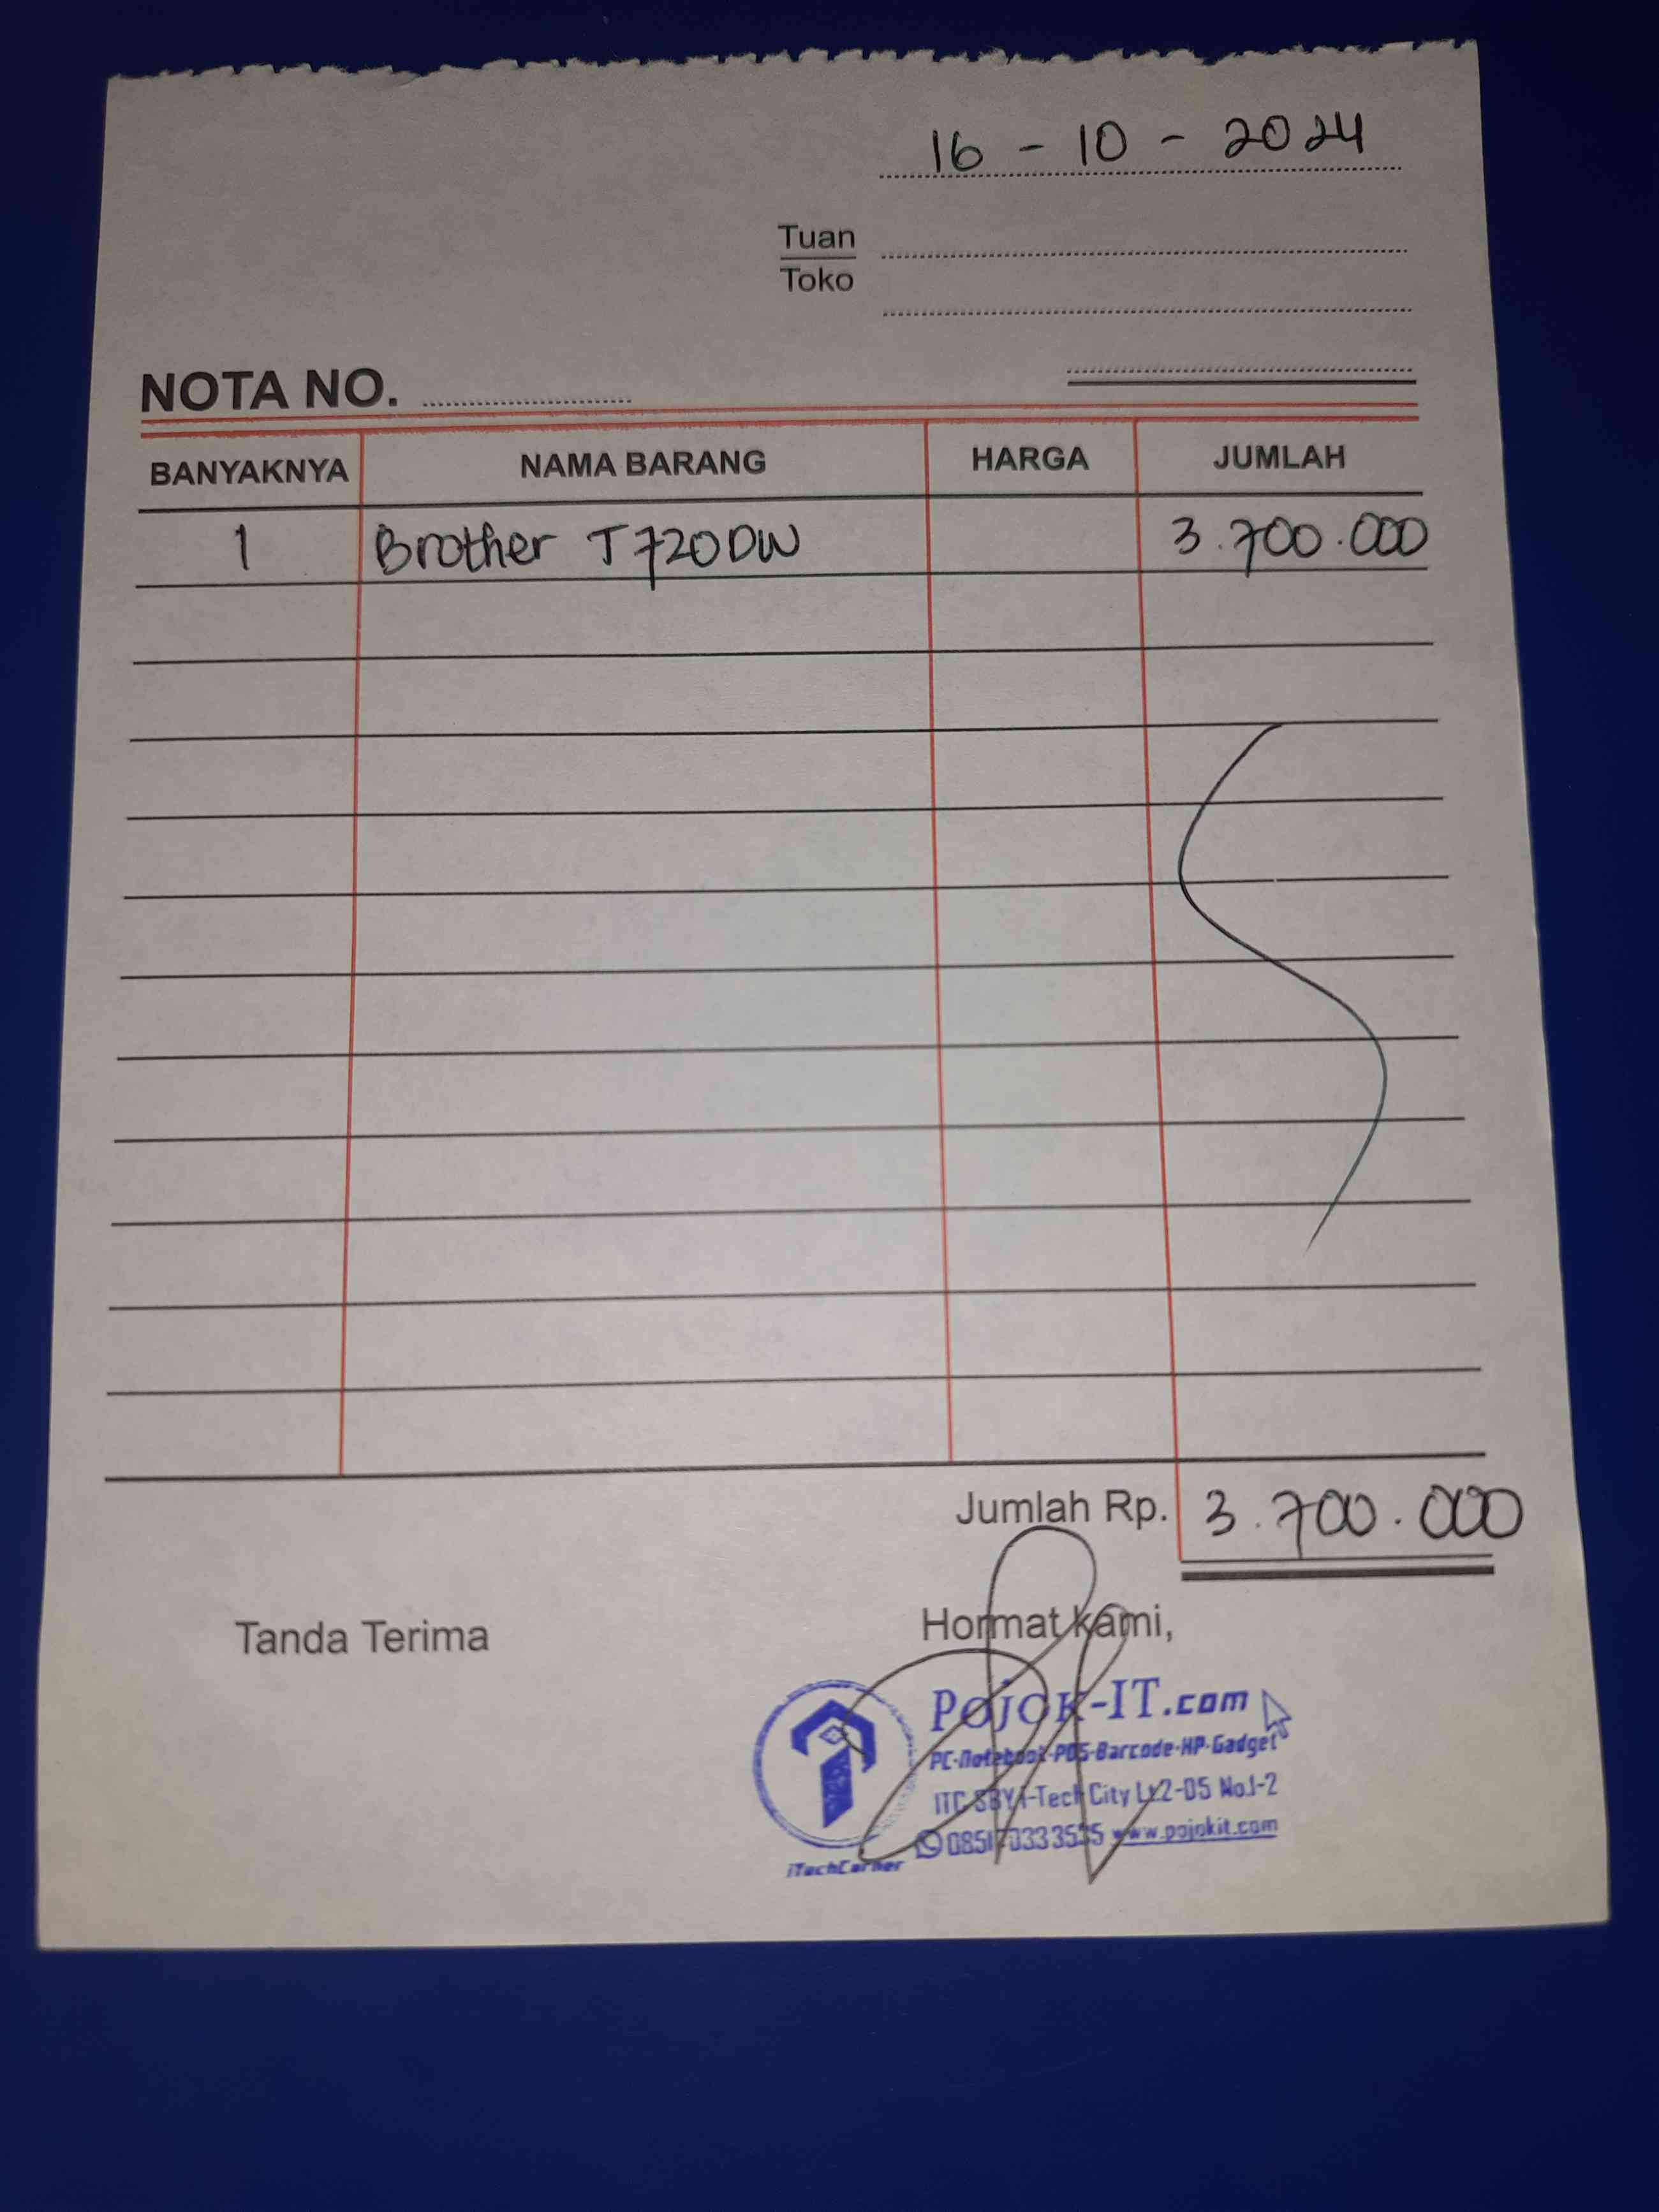 16 - 10 - 2024
Tuan
Toko
NOTA NO.
BANYAKNYA NAMA BARANG HARGA JUMLAH
1 Brother T720DW 3.700.000
Jumlah Rp. 3.700.000
Tanda Terima Hormat kami,
Pojok-IT.com
PC-Notebook-POS-Barcode-HP-Gadget
ITC SBY i-Tech City Lt.2-D5 No.1-2
www.pojokit.com
iTechCorner